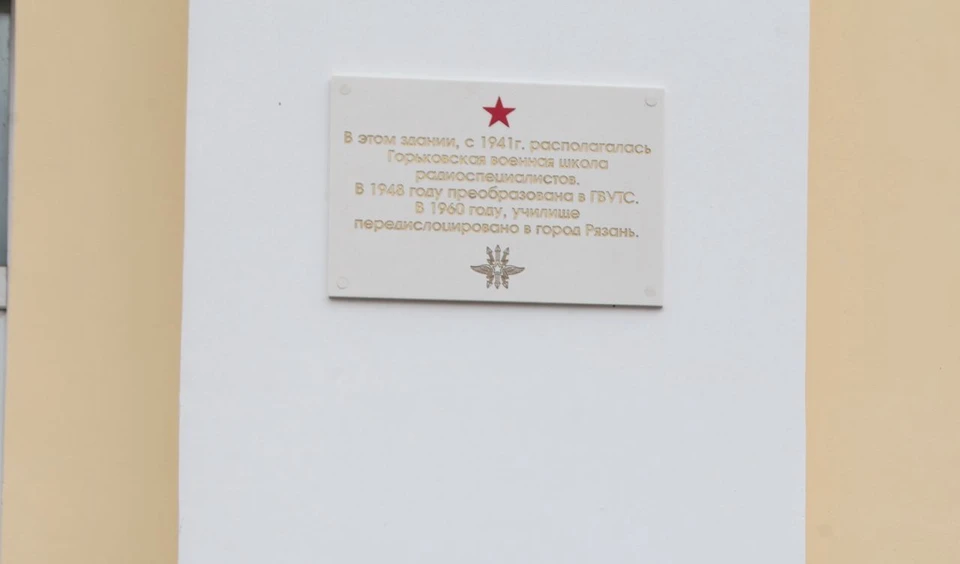 В этом здании, с 1941г. располагалась
Горьковская военная школа
радиоспециалистов.
В 1948 году преобразована в ГВУТС.
В 1960 году, училище
передислоцировано в город Рязань.